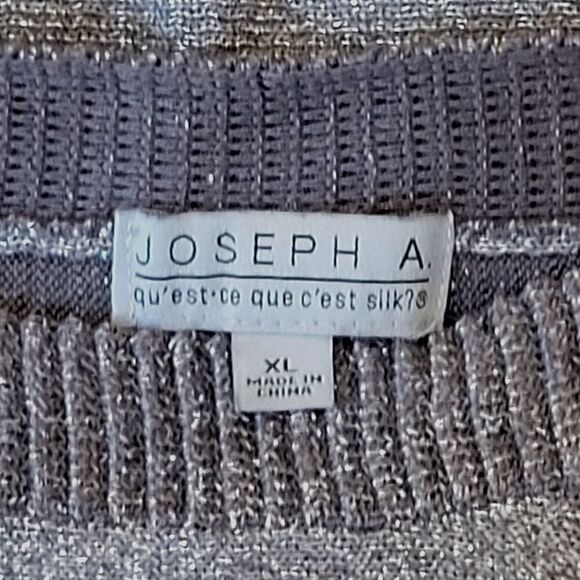 JOSEPH A.
qu'est·ce que c'est silk?®
XL
MADE IN
CHINA